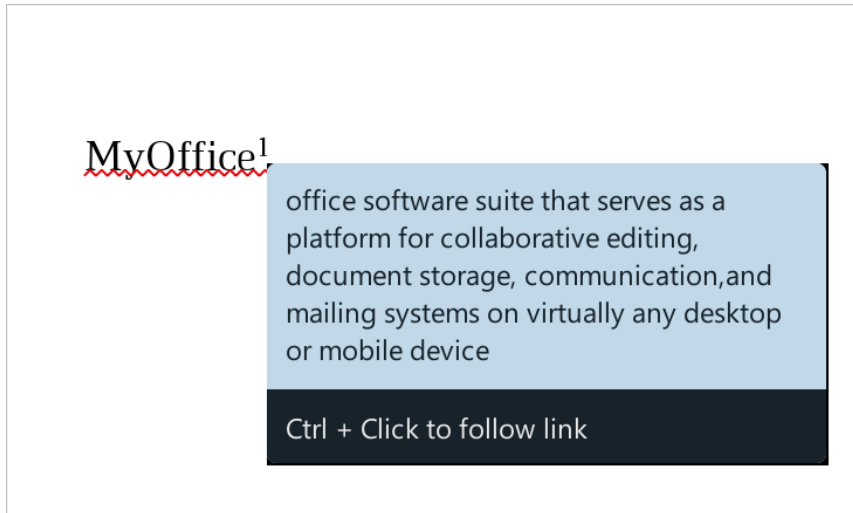 MyOffice¹
office software suite that serves as a
platform for collaborative editing,
document storage, communication,and
mailing systems on virtually any desktop
or mobile device
Ctrl + Click to follow link